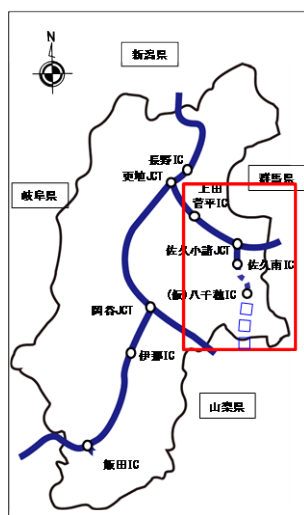 N
新潟県
長野IC
更埴JCT
群馬県
上田
菅平IC
岐阜県
佐久小諸JCT
佐久南IC
(仮)八千穂IC
岡谷JCT
伊那IC
山梨県
飯田IC